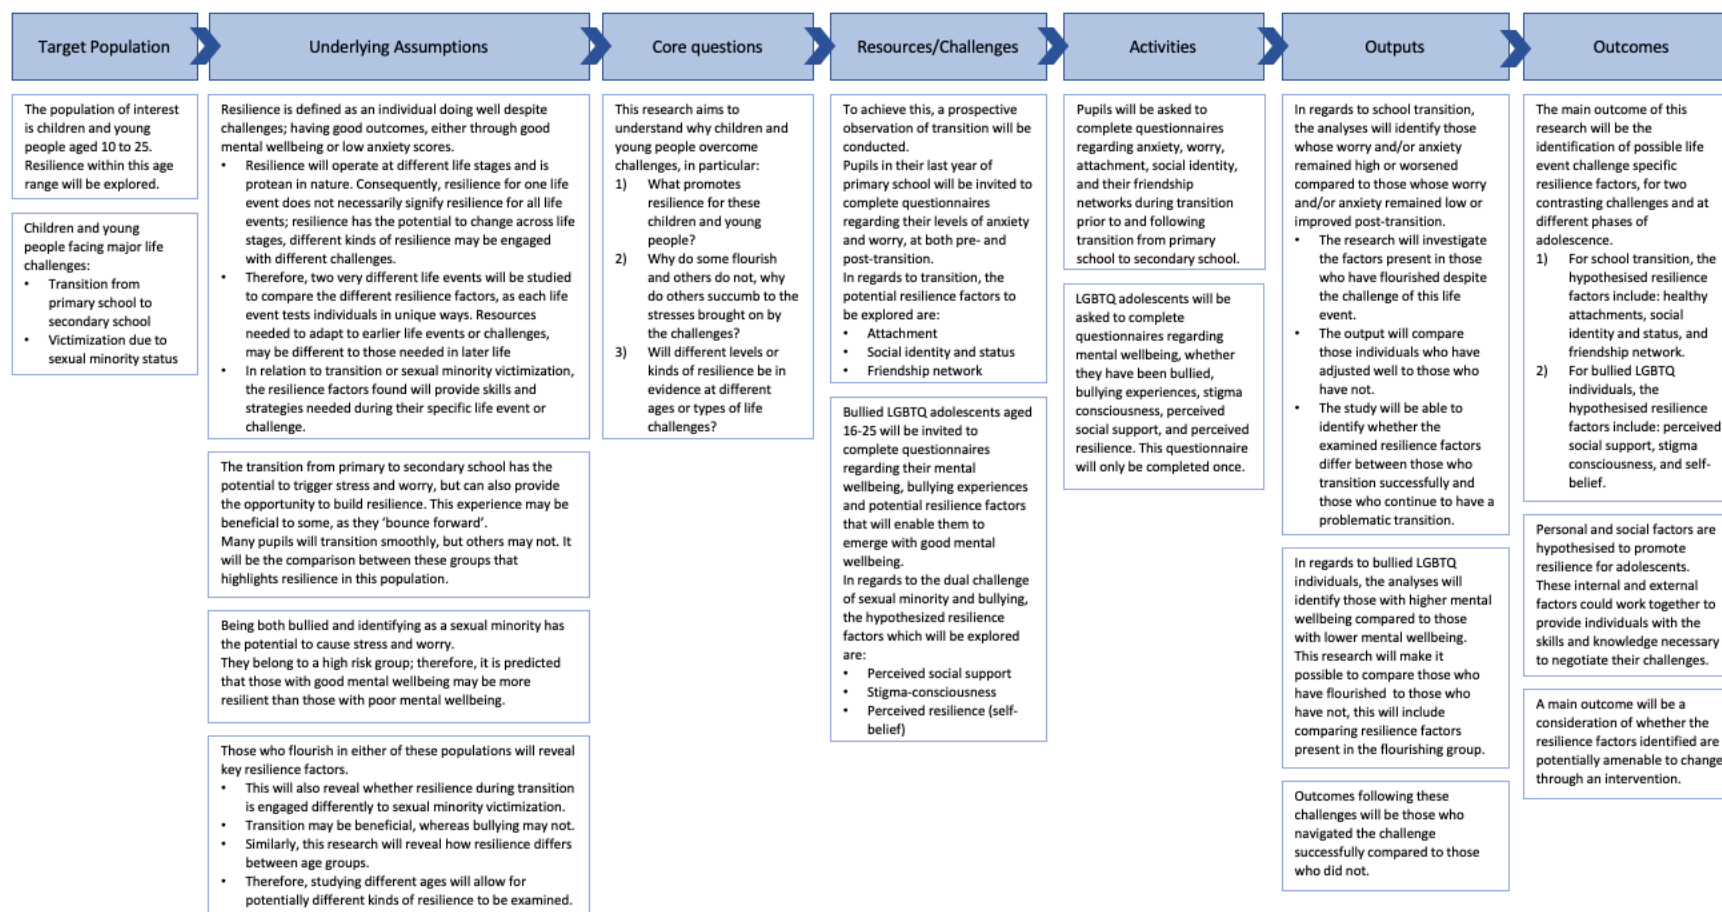 Target Population
Underlying Assumptions
Core questions
Resources/Challenges
Activities
Outputs
Outcomes
The population of interest
is children and young
people aged 10 to 25.
Resilience within this age
range will be explored.
Children and young
people facing major life
challenges:
• Transition from
primary school to
secondary school
• Victimization due to
sexual minority status
Resilience is defined as an individual doing well despite
challenges; having good outcomes, either through good
mental wellbeing or low anxiety scores.
• Resilience will operate at different life stages and is
protean in nature. Consequently, resilience for one life
event does not necessarily signify resilience for all life
events; resilience has the potential to change across life
stages, different kinds of resilience may be engaged
with different challenges.
• Therefore, two very different life events will be studied
to compare the different resilience factors, as each life
event tests individuals in unique ways. Resources
needed to adapt to earlier life events or challenges,
may be different to those needed in later life
• In relation to transition or sexual minority victimization,
the resilience factors found will provide skills and
strategies needed during their specific life event or
challenge.
The transition from primary to secondary school has the
potential to trigger stress and worry, but can also provide
the opportunity to build resilience. This experience may be
beneficial to some, as they ‘bounce forward’.
Many pupils will transition smoothly, but others may not. It
will be the comparison between these groups that
highlights resilience in this population.
Being both bullied and identifying as a sexual minority has
the potential to cause stress and worry.
They belong to a high risk group; therefore, it is predicted
that those with good mental wellbeing may be more
resilient than those with poor mental wellbeing.
Those who flourish in either of these populations will reveal
key resilience factors.
• This will also reveal whether resilience during transition
is engaged differently to sexual minority victimization.
• Transition may be beneficial, whereas bullying may not.
• Similarly, this research will reveal how resilience differs
between age groups.
• Therefore, studying different ages will allow for
potentially different kinds of resilience to be examined.
This research aims to
understand why children and
young people overcome
challenges, in particular:
1) What promotes
resilience for these
children and young
people?
2) Why do some flourish
and others do not, why
do others succumb to the
stresses brought on by
the challenges?
3) Will different levels or
kinds of resilience be in
evidence at different
ages or types of life
challenges?
To achieve this, a prospective
observation of transition will be
conducted.
Pupils in their last year of
primary school will be invited to
complete questionnaires
regarding their levels of anxiety
and worry, at both pre- and
post-transition.
In regards to transition, the
potential resilience factors to
be explored are:
• Attachment
• Social identity and status
• Friendship network
Bullied LGBTQ adolescents aged
16-25 will be invited to
complete questionnaires
regarding their mental
wellbeing, bullying experiences
and potential resilience factors
that will enable them to
emerge with good mental
wellbeing.
In regards to the dual challenge
of sexual minority and bullying,
the hypothesized resilience
factors which will be explored
are:
• Perceived social support
• Stigma-consciousness
• Perceived resilience (self-
belief)
Pupils will be asked to
complete questionnaires
regarding anxiety, worry,
attachment, social identity,
and their friendship
networks during transition
prior to and following
transition from primary
school to secondary school.
LGBTQ adolescents will be
asked to complete
questionnaires regarding
mental wellbeing, whether
they have been bullied,
bullying experiences, stigma
consciousness, perceived
social support, and perceived
resilience. This questionnaire
will only be completed once.
In regards to school transition,
the analyses will identify those
whose worry and/or anxiety
remained high or worsened
compared to those whose worry
and/or anxiety remained low or
improved post-transition.
• The research will investigate
the factors present in those
who have flourished despite
the challenge of this life
event.
• The output will compare
those individuals who have
adjusted well to those who
have not.
• The study will be able to
identify whether the
examined resilience factors
differ between those who
transition successfully and
those who continue to have a
problematic transition.
In regards to bullied LGBTQ
individuals, the analyses will
identify those with higher mental
wellbeing compared to those
with lower mental wellbeing.
This research will make it
possible to compare those who
have flourished to those who
have not, this will include
comparing resilience factors
present in the flourishing group.
Outcomes following these
challenges will be those who
navigated the challenge
successfully compared to those
who did not.
The main outcome of this
research will be the
identification of possible life
event challenge specific
resilience factors, for two
contrasting challenges and at
different phases of
adolescence.
1) For school transition, the
hypothesised resilience
factors include: healthy
attachments, social
identity and status, and
friendship network.
2) For bullied LGBTQ
individuals, the
hypothesised resilience
factors include: perceived
social support, stigma
consciousness, and self-
belief.
Personal and social factors are
hypothesised to promote
resilience for adolescents.
These internal and external
factors could work together to
provide individuals with the
skills and knowledge necessary
to negotiate their challenges.
A main outcome will be a
consideration of whether the
resilience factors identified are
potentially amenable to change
through an intervention.